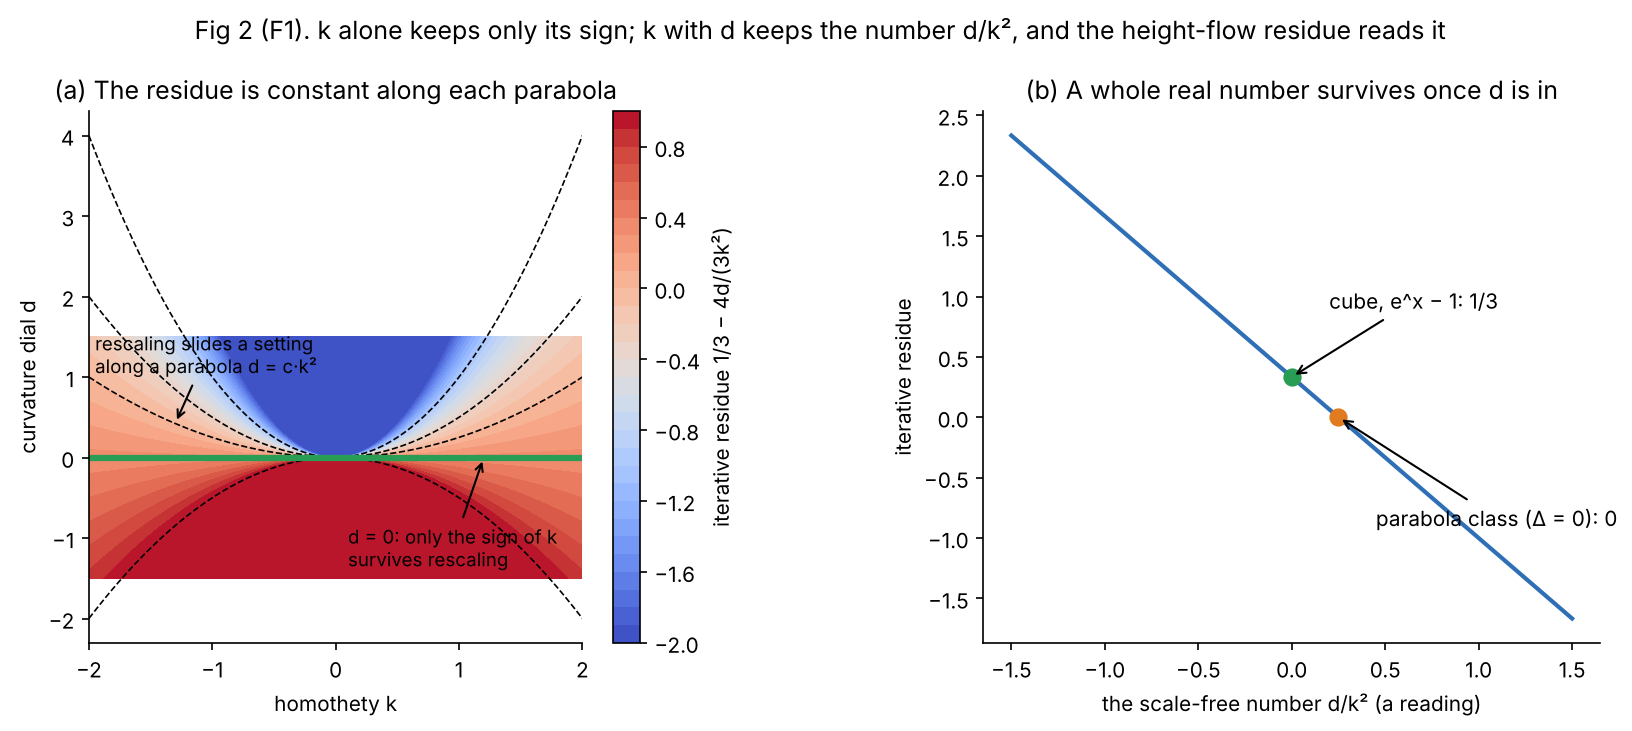 Fig 2 (F1). k alone keeps only its sign; k with d keeps the number d/k², and the height-flow residue reads it
(a) The residue is constant along each parabola
4
3
2
1
0
−1
−2
curvature dial d
rescaling slides a setting
along a parabola d = c·k²
d = 0: only the sign of k
survives rescaling
−2
−1
0
1
2
homothety k
0.8
0.4
0.0
−0.4
−0.8
−1.2
−1.6
−2.0
iterative residue 1/3 − 4d/(3k²)
(b) A whole real number survives once d is in
2.5
2.0
1.5
1.0
0.5
0.0
−0.5
−1.0
−1.5
iterative residue
cube, e^x − 1: 1/3
parabola class (Δ = 0): 0
−1.5
−1.0
−0.5
0.0
0.5
1.0
1.5
the scale-free number d/k² (a reading)